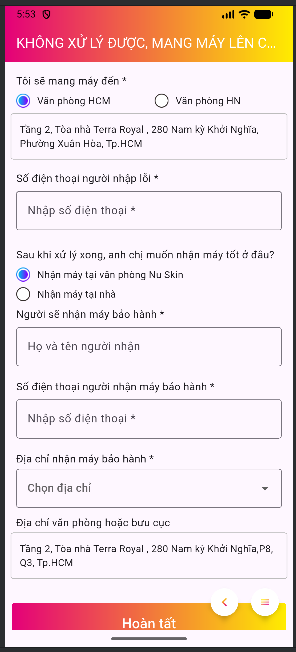 5:53
KHÔNG XỬ LÝ ĐƯỢC, MANG MÁY LÊN C...
Tôi sẽ mang máy đến *
Văn phòng HCM
Văn phòng HN
Tầng 2, Tòa nhà Terra Royal , 280 Nam kỳ Khởi Nghĩa,
Phường Xuân Hòa, Tp.HCM
Số điện thoại người nhập lỗi *
Nhập số điện thoại *
Sau khi xử lý xong, anh chị muốn nhận máy tốt ở đâu?
Nhận máy tại văn phòng Nu Skin
Nhận máy tại nhà
Người sẽ nhận máy bảo hành *
Họ và tên người nhận
Số điện thoại người nhận máy bảo hành *
Nhập số điện thoại *
Địa chỉ nhận máy bảo hành *
Chọn địa chỉ
Địa chỉ văn phòng hoặc bưu cục
Tầng 2, Tòa nhà Terra Royal , 280 Nam kỳ Khởi Nghĩa,P8,
Q3, Tp.HCM
Hoàn tất